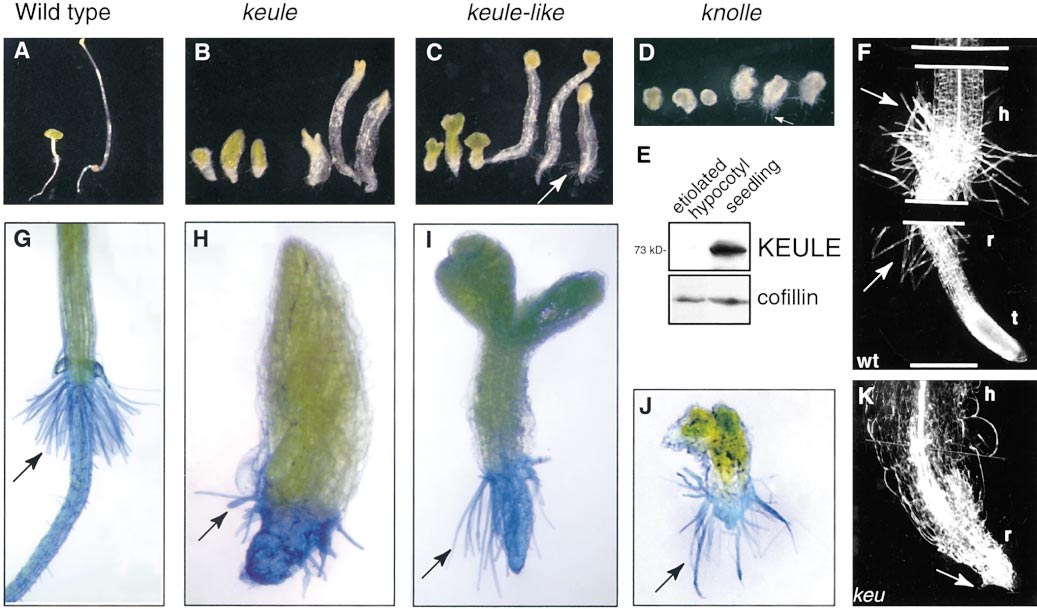 Wild type
keule
keule-like
knolle
A
B
C
D
E
etiolated
hypocotyl
seedling
73 kD-
KEULE
cofillin
F
h
r
t
wt
G
H
I
J
K
h
r
keu